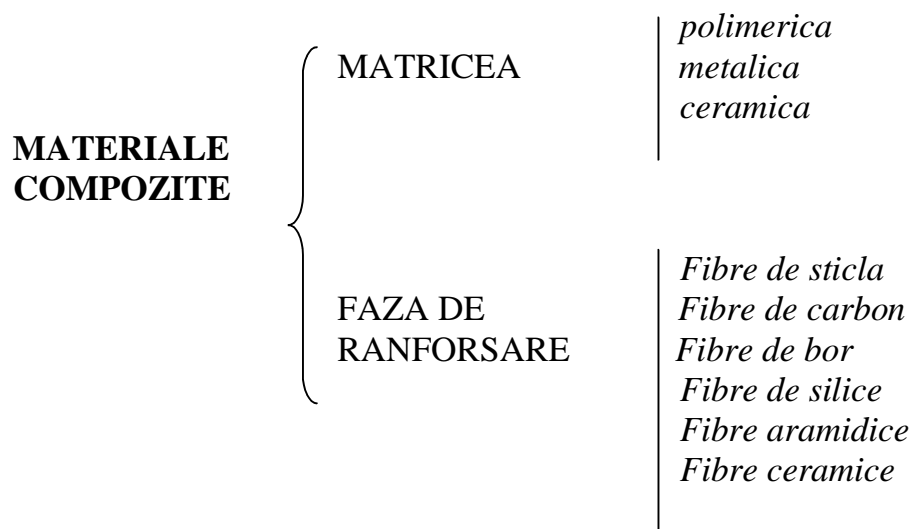 MATERIALE
COMPOZITE
MATRICEA
polimerica
metalica
ceramica
FAZA DE
RANFORSARE
Fibre de sticla
Fibre de carbon
Fibre de bor
Fibre de silice
Fibre aramidice
Fibre ceramice